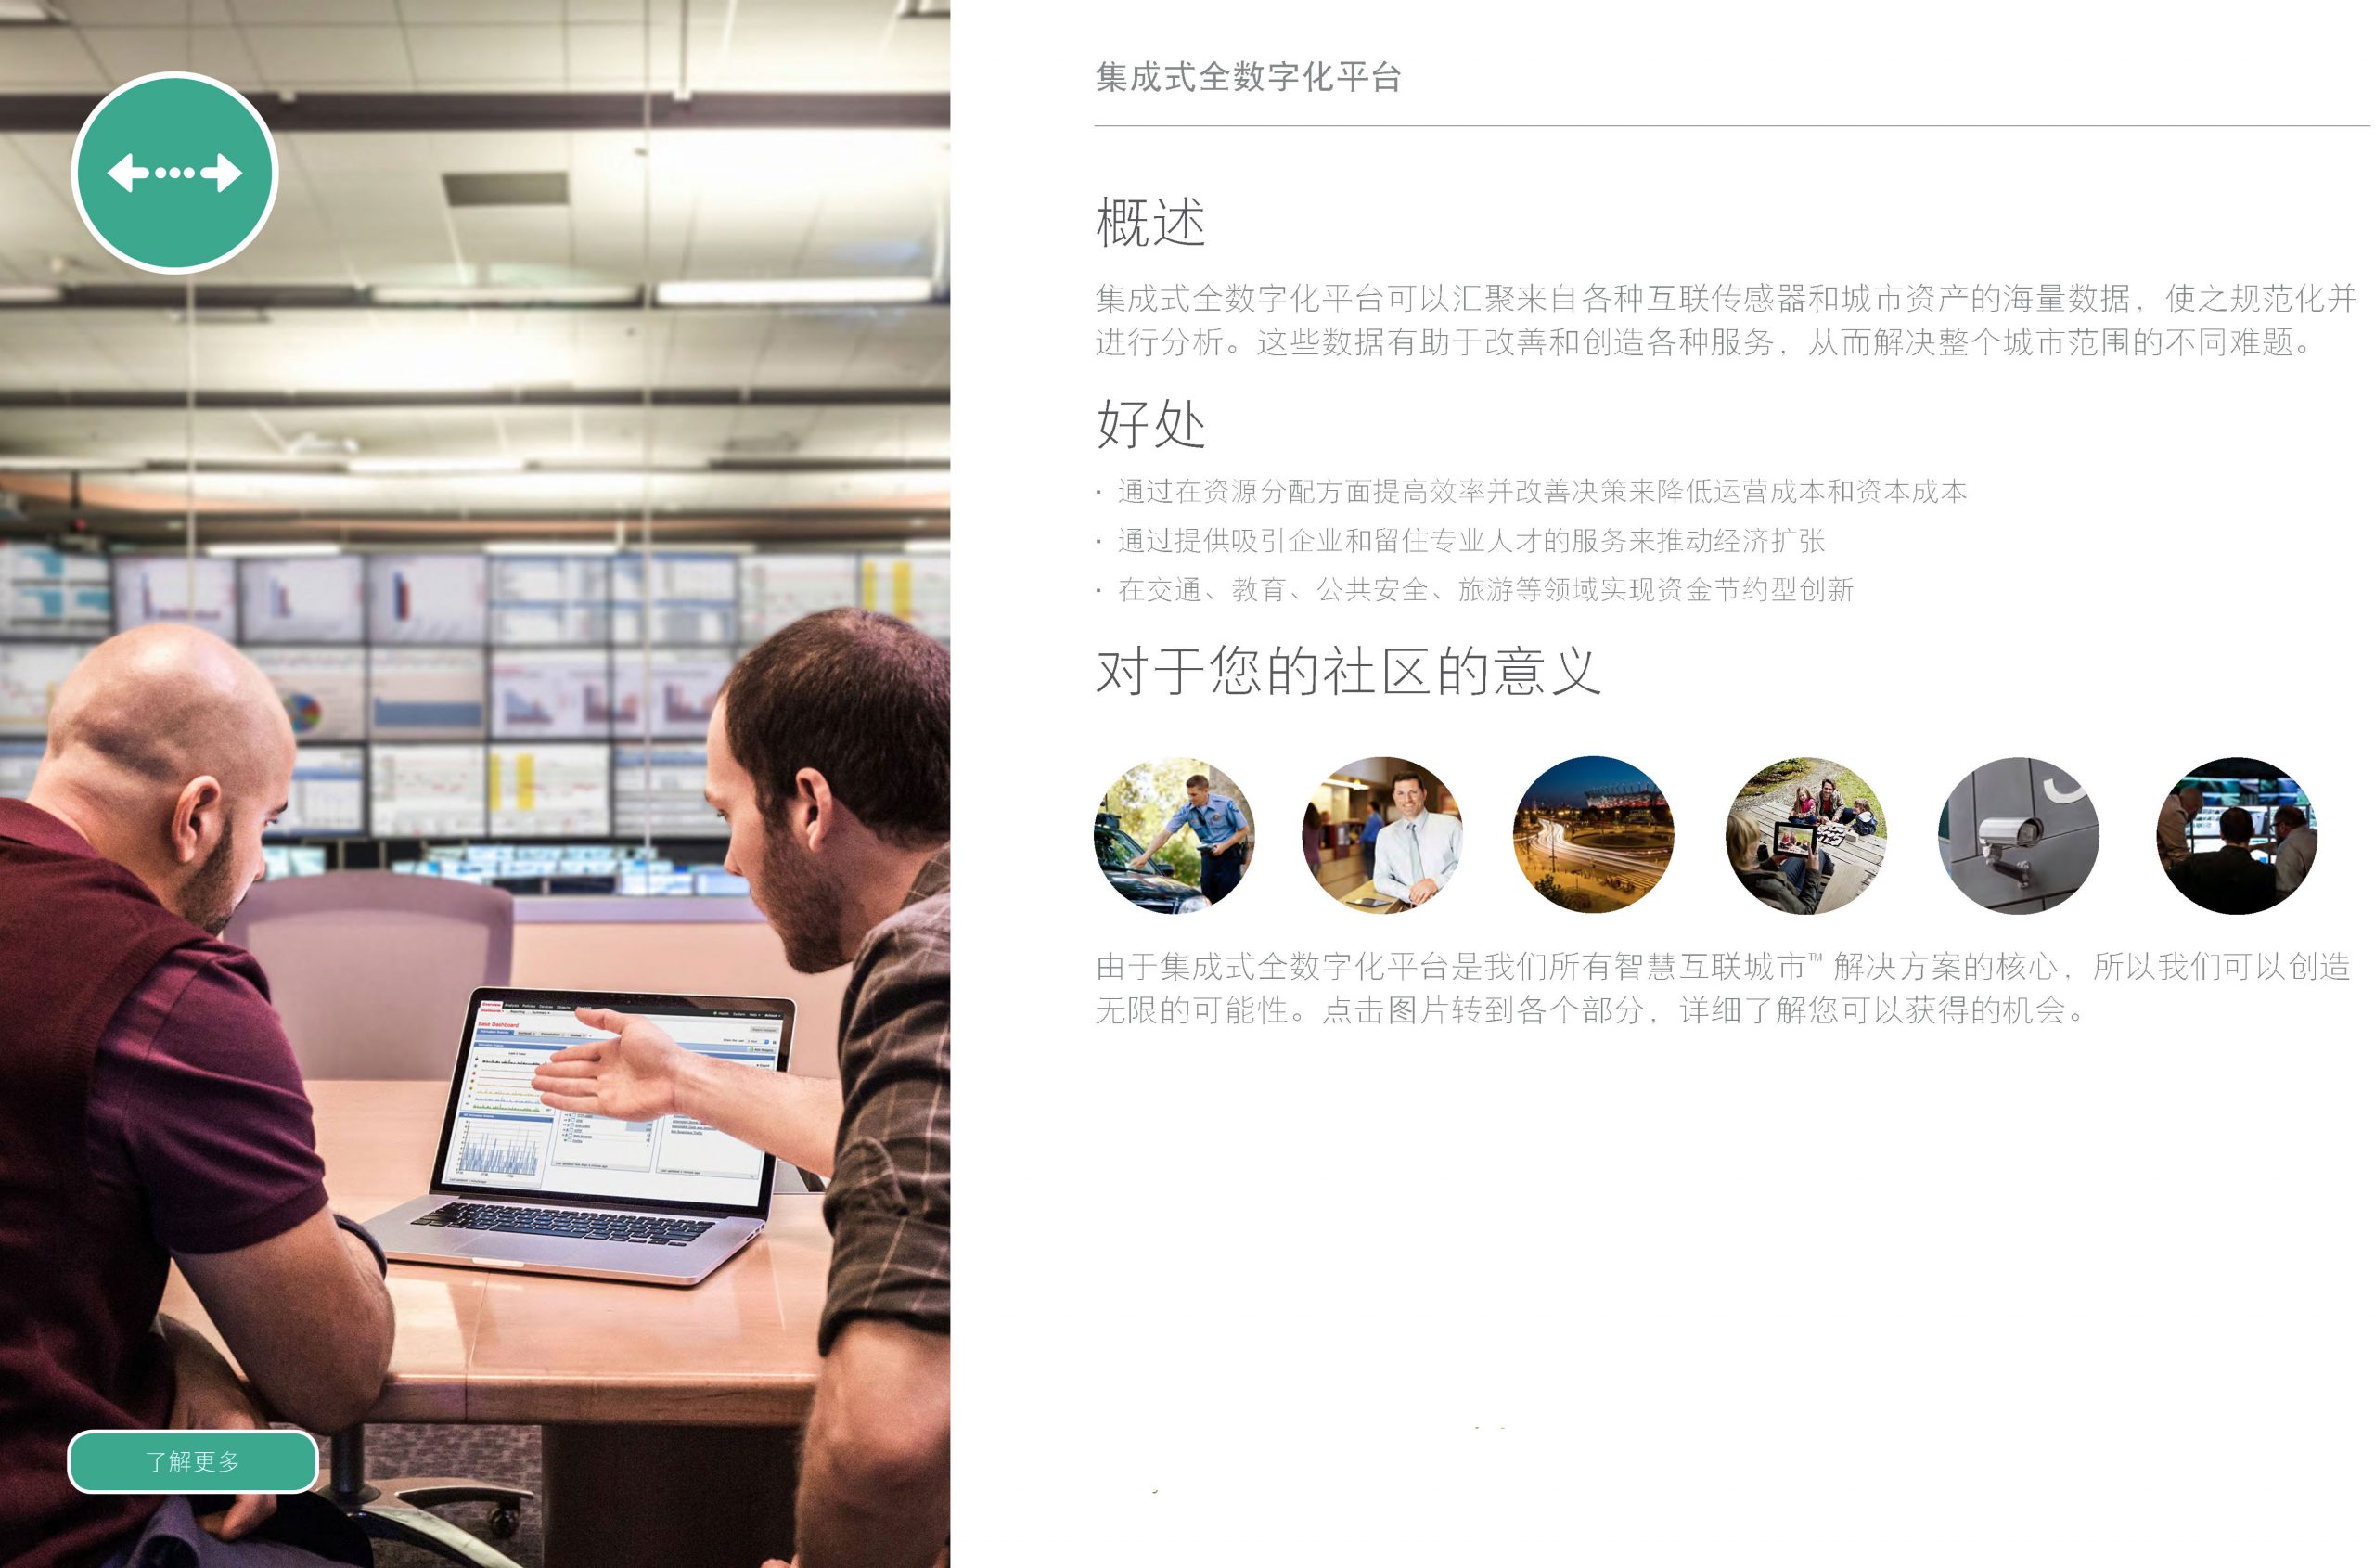 集成式全数字化平台
概述
集成式全数字化平台可以汇聚来自各种互联传感器和城市资产的海量数据，使之规范化并
进行分析。这些数据有助于改善和创造各种服务，从而解决整个城市范围的不同难题。
好处
· 通过在资源分配方面提高效率并改善决策来降低运营成本和资本成本
· 通过提供吸引企业和留住专业人才的服务来推动经济扩张
· 在交通、教育、公共安全、旅游等领域实现资金节约型创新
对于您的社区的意义
由于集成式全数字化平台是我们所有智慧互联城市™ 解决方案的核心，所以我们可以创造
无限的可能性。点击图片转到各个部分，详细了解您可以获得的机会。
Base Dashboard
了解更多